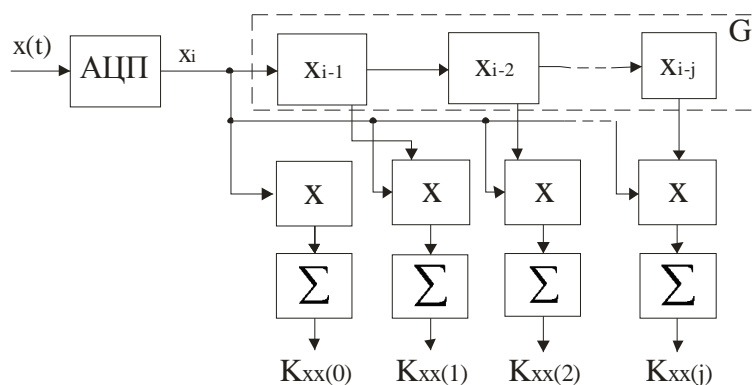 G
x(t) АЦП xi xi-1 xi-2 xi-j
X X X X
Σ Σ Σ Σ
Kxx(0) Kxx(1) Kxx(2) Kxx(j)